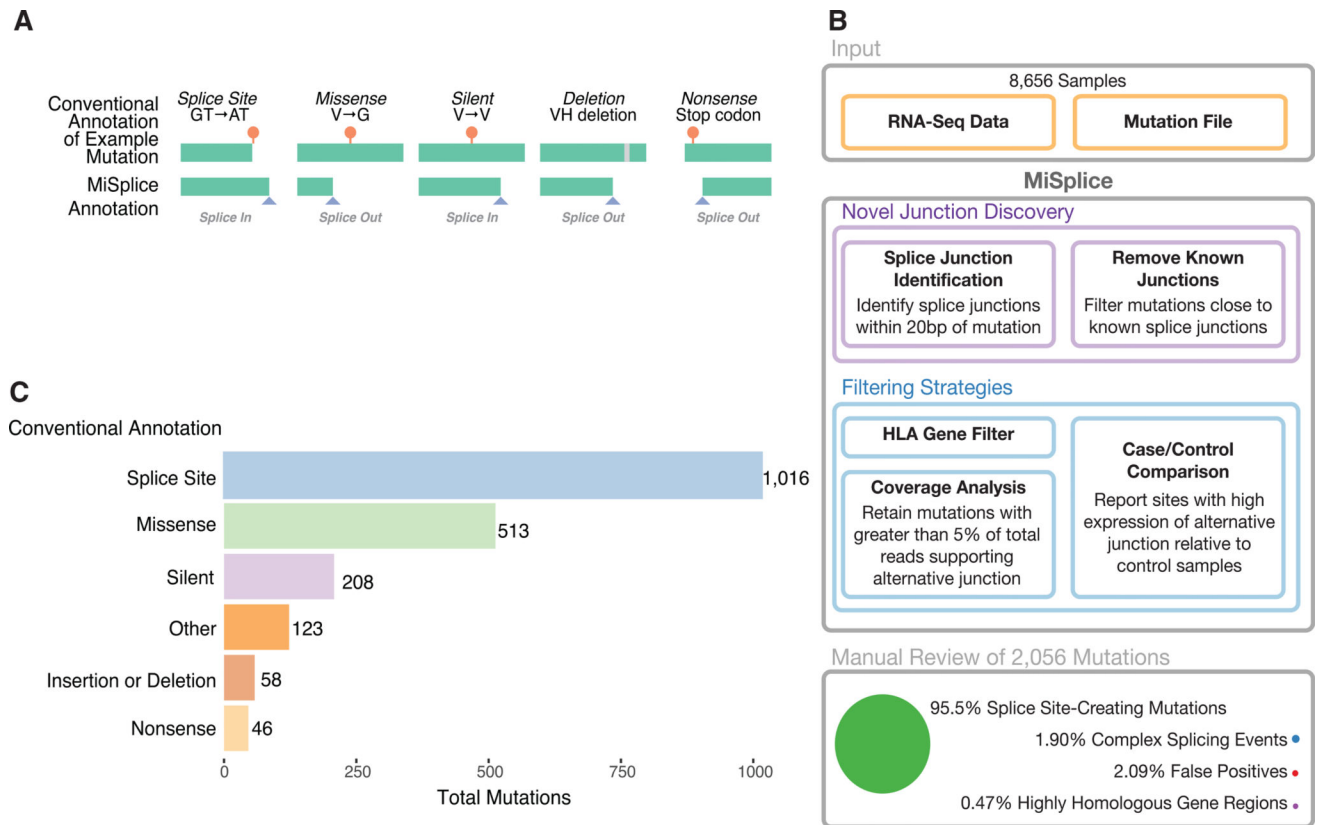 A
Conventional
Annotation
of Example
Mutation
Splice Site
GT→AT
Missense
V→G
Silent
V→V
Deletion
VH deletion
Nonsense
Stop codon
MiSplice
Annotation
Splice In
Splice Out
Splice In
Splice Out
Splice Out
B
Input
8,656 Samples
RNA-Seq Data
Mutation File
MiSplice
Novel Junction Discovery
Splice Junction
Identification
Identify splice junctions
within 20bp of mutation
Remove Known
Junctions
Filter mutations close to
known splice junctions
Filtering Strategies
HLA Gene Filter
Coverage Analysis
Retain mutations with
greater than 5% of total
reads supporting
alternative junction
Case/Control
Comparison
Report sites with high
expression of alternative
junction relative to
control samples
Manual Review of 2,056 Mutations
95.5% Splice Site-Creating Mutations
1.90% Complex Splicing Events
2.09% False Positives
0.47% Highly Homologous Gene Regions
C
Conventional Annotation
Splice Site 1,016
Missense 513
Silent 208
Other 123
Insertion or Deletion 58
Nonsense 46
0 250 500 750 1000
Total Mutations